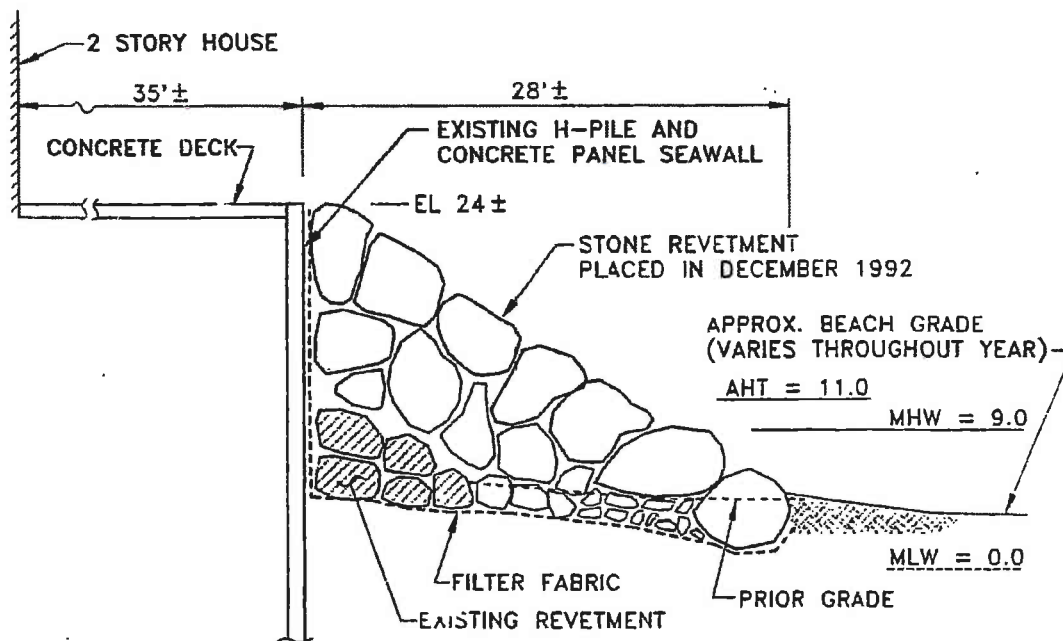 2 STORY HOUSE
35'±
28'±
EXISTING H-PILE AND
CONCRETE PANEL SEAWALL
CONCRETE DECK
EL 24±
STONE REVETMENT
PLACED IN DECEMBER 1992
APPROX. BEACH GRADE
(VARIES THROUGHOUT YEAR)
AHT = 11.0
MHW = 9.0
MLW = 0.0
FILTER FABRIC
PRIOR GRADE
EXISTING REVETMENT